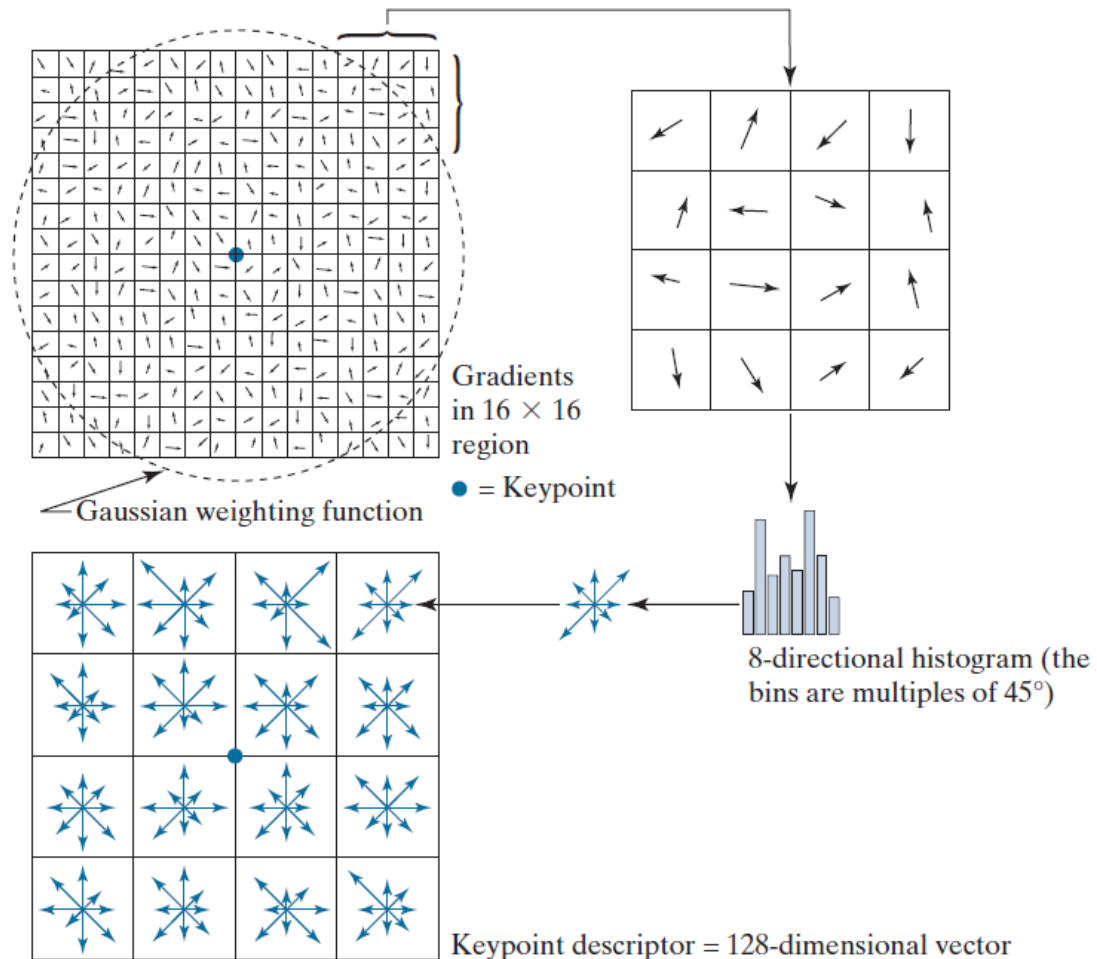 Gradients
in 16 × 16
region
● = Keypoint
Gaussian weighting function
8-directional histogram (the
bins are multiples of 45°)
Keypoint descriptor = 128-dimensional vector